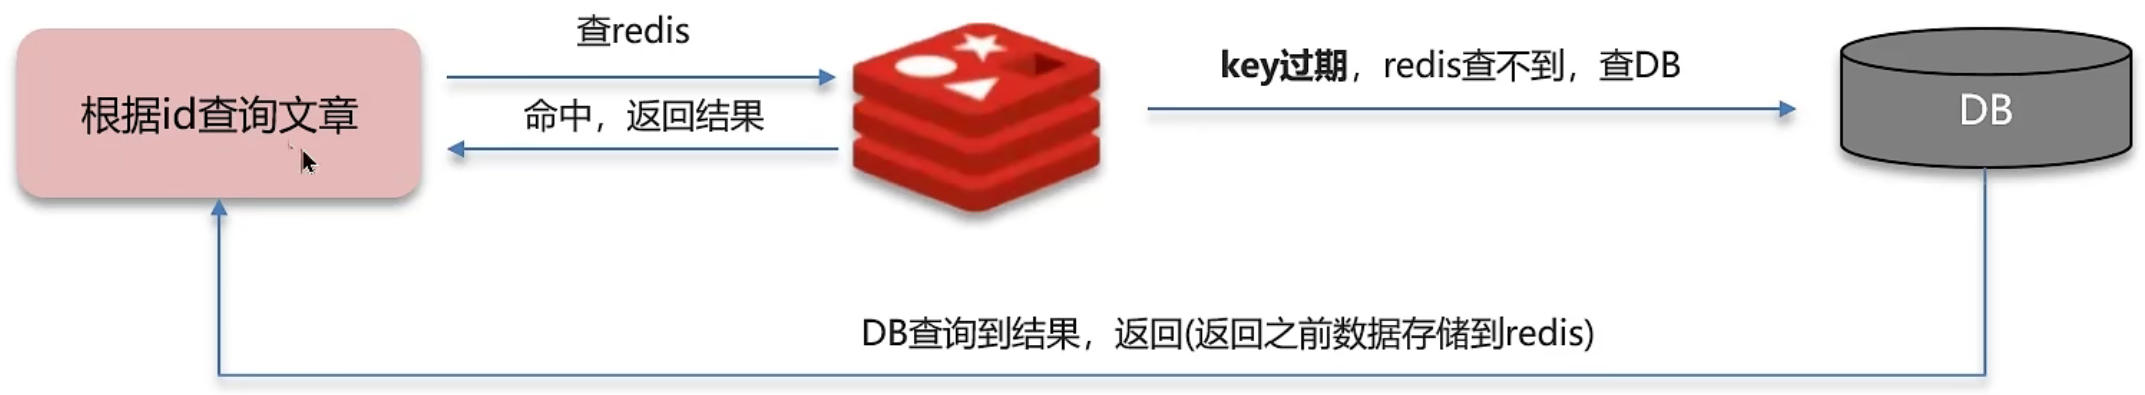 查redis
根据id查询文章
命中，返回结果
key过期，redis查不到，查DB
DB
DB查询到结果，返回(返回之前数据存储到redis)